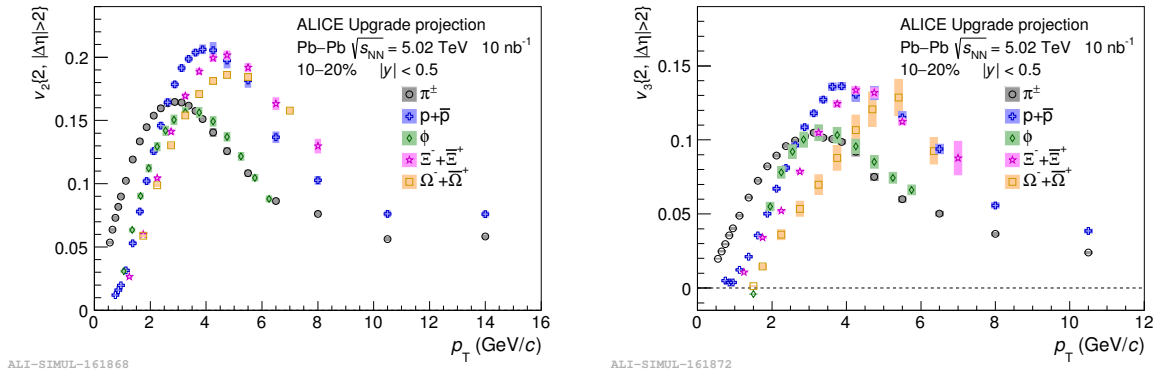 ALICE Upgrade projection
Pb–Pb √sNN = 5.02 TeV 10 nb-1
10–20% |y| < 0.5
π±
p+p̅
ϕ
Ξ-+Ξ̅+
Ω-+Ω̅+
v2{2, |Δη|>2}
0.2
0.15
0.1
0.05
0 2 4 6 8 10 12 14 16
pT (GeV/c)
ALI-SIMUL-161868
ALICE Upgrade projection
Pb–Pb √sNN = 5.02 TeV 10 nb-1
10–20% |y| < 0.5
π±
p+p̅
ϕ
Ξ-+Ξ̅+
Ω-+Ω̅+
v3{2, |Δη|>2}
0.15
0.1
0.05
0
0 2 4 6 8 10 12
pT (GeV/c)
ALI-SIMUL-161872